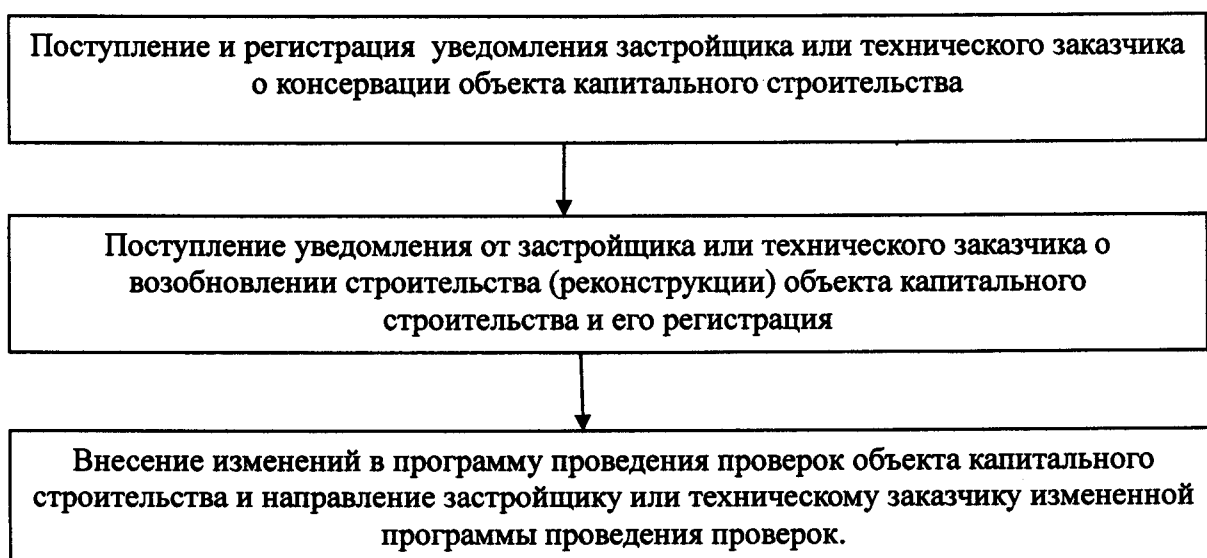 Поступление и регистрация уведомления застройщика или технического заказчика
о консервации объекта капитального строительства
Поступление уведомления от застройщика или технического заказчика о
возобновлении строительства (реконструкции) объекта капитального
строительства и его регистрация
Внесение изменений в программу проведения проверок объекта капитального
строительства и направление застройщику или техническому заказчику измененной
программы проведения проверок.